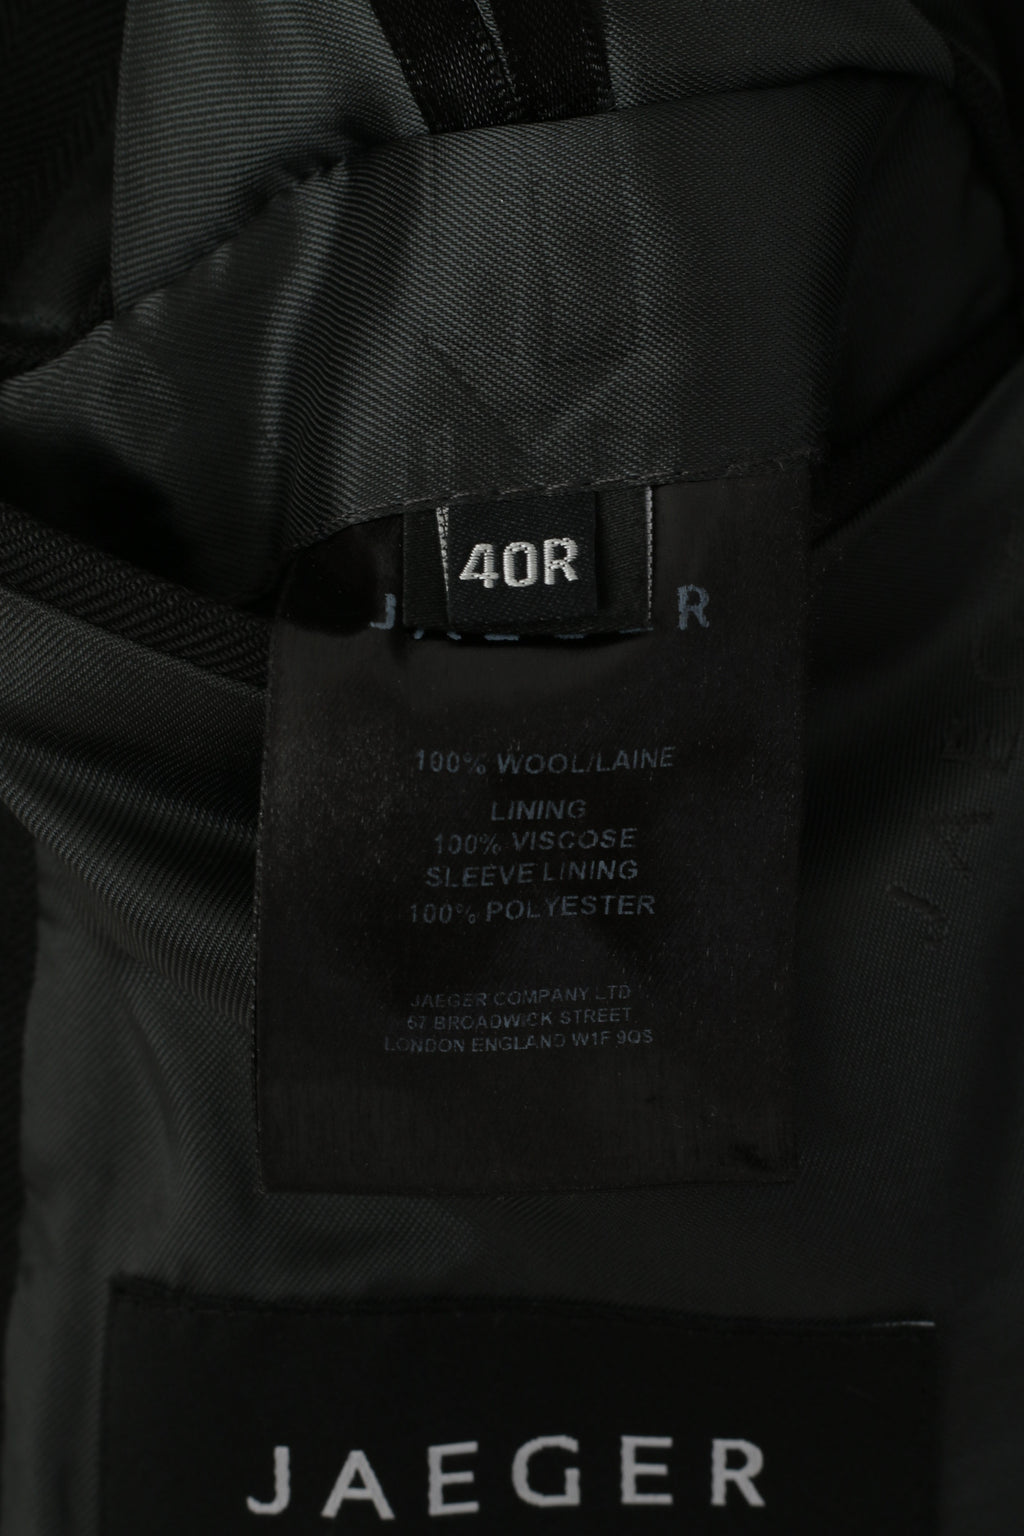 40R
JAEGER
100% WOOL/LAINE
LINING
100% VISCOSE
SLEEVE LINING
100% POLYESTER
JAEGER COMPANY LTD
57 BROADWICK STREET
LONDON ENGLAND W1F 9QS
JAEGER